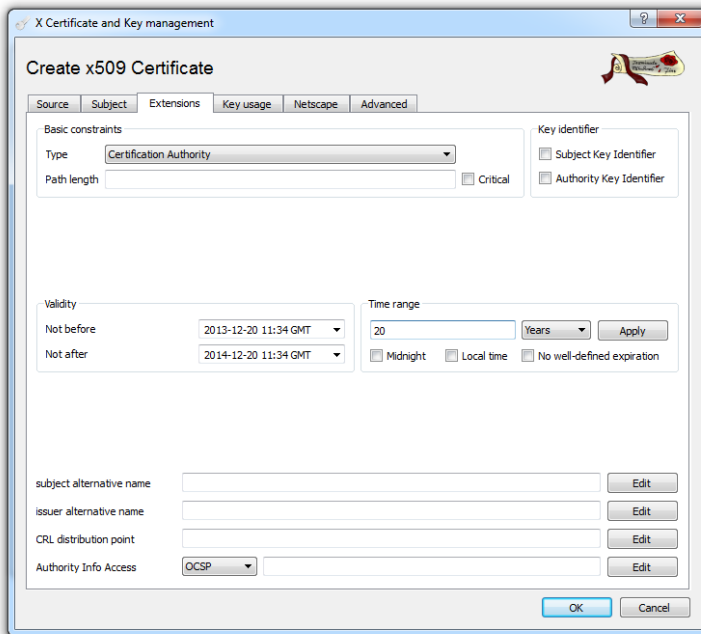 X Certificate and Key management
Create x509 Certificate
Source Subject Extensions Key usage Netscape Advanced
Basic constraints
Type Certification Authority
Path length Critical
Key identifier
Subject Key Identifier
Authority Key Identifier
Validity
Not before 2013-12-20 11:34 GMT
Not after 2014-12-20 11:34 GMT
Time range
20 Years Apply
Midnight Local time No well-defined expiration
subject alternative name Edit
issuer alternative name Edit
CRL distribution point Edit
Authority Info Access OCSP Edit
OK Cancel